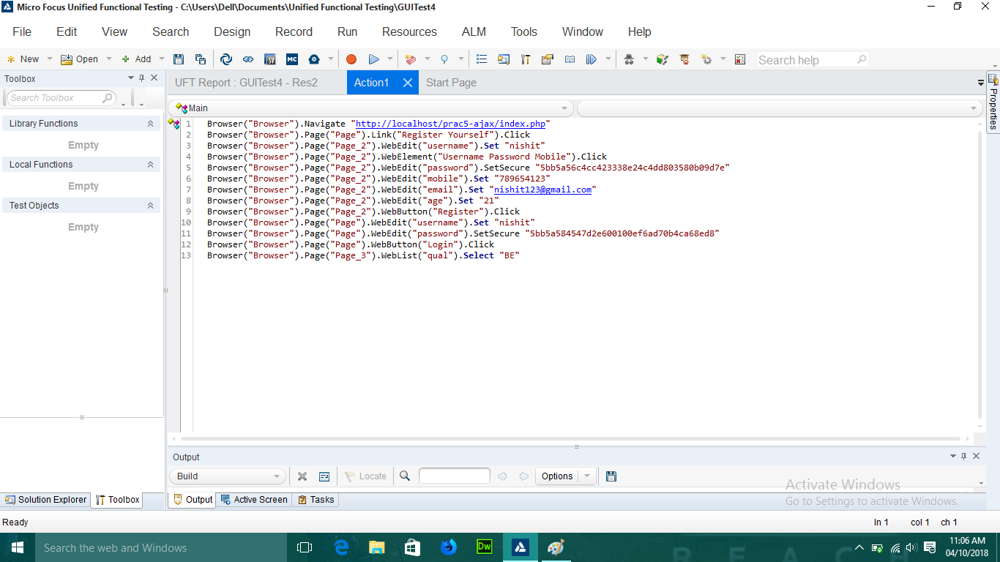 Micro Focus Unified Functional Testing - C:\Users\Dell\Documents\Unified Functional Testing\GUITest4
File Edit View Search Design Record Run Resources ALM Tools Window Help
New Open Add MC Search help
Toolbox
UFT Report : GUITest4 - Res2 Action1 Start Page
Properties
Search Toolbox
Main
Library Functions
Empty
Local Functions
Empty
Test Objects
Empty
1 Browser("Browser").Navigate "http://localhost/prac5-ajax/index.php"
2 Browser("Browser").Page("Page").Link("Register Yourself").Click
3 Browser("Browser").Page("Page_2").WebEdit("username").Set "nishit"
4 Browser("Browser").Page("Page_2").WebElement("Username Password Mobile").Click
5 Browser("Browser").Page("Page_2").WebEdit("password").SetSecure "5bb5a56c4cc423338e24c4dd803580b09d7e"
6 Browser("Browser").Page("Page_2").WebEdit("mobile").Set "789654123"
7 Browser("Browser").Page("Page_2").WebEdit("email").Set "nishit123@gmail.com"
8 Browser("Browser").Page("Page_2").WebEdit("age").Set "21"
9 Browser("Browser").Page("Page_2").WebButton("Register").Click
10 Browser("Browser").Page("Page").WebEdit("username").Set "nishit"
11 Browser("Browser").Page("Page").WebEdit("password").SetSecure "5bb5a584547d2e600100ef6ad70b4ca68ed8"
12 Browser("Browser").Page("Page").WebButton("Login").Click
13 Browser("Browser").Page("Page_3").WebList("qual").Select "BE"
Output
Build Locate Options
Activate Windows
Go to Settings to activate Windows.
Solution Explorer Toolbox Output Active Screen Tasks
Ready ln 1 col 1 ch 1
Search the web and Windows Dw 11:06 AM
04/10/2018